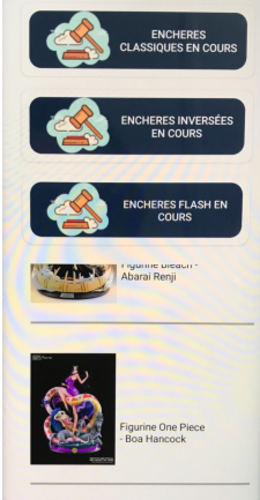 ENCHERES
CLASSIQUES EN COURS
ENCHERES INVERSÉES
EN COURS
ENCHERES FLASH EN
COURS
Figurine Bleach -
Abarai Renji
Figurine One Piece
- Boa Hancock